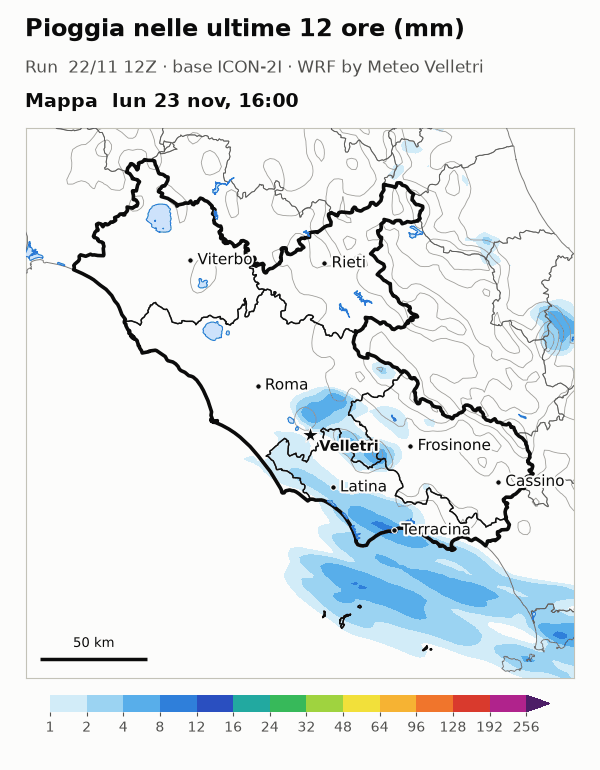 Pioggia nelle ultime 12 ore (mm)
Run  22/11 12Z · base ICON-2I · WRF by Meteo Velletri
Mappa  lun 23 nov, 16:00
Viterbo
Rieti
Roma
Velletri
Frosinone
Cassino
Latina
Terracina
50 km
1 2 4 8 12 16 24 32 48 64 96 128 192 256